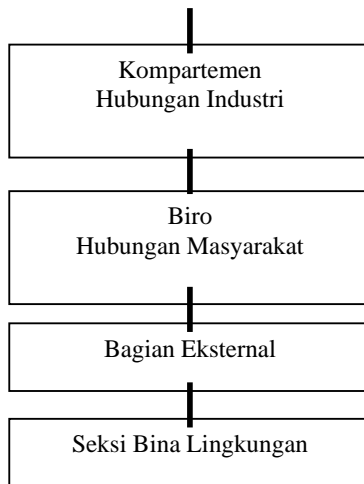 Kompartemen
Hubungan Industri
Biro
Hubungan Masyarakat
Bagian Eksternal
Seksi Bina Lingkungan